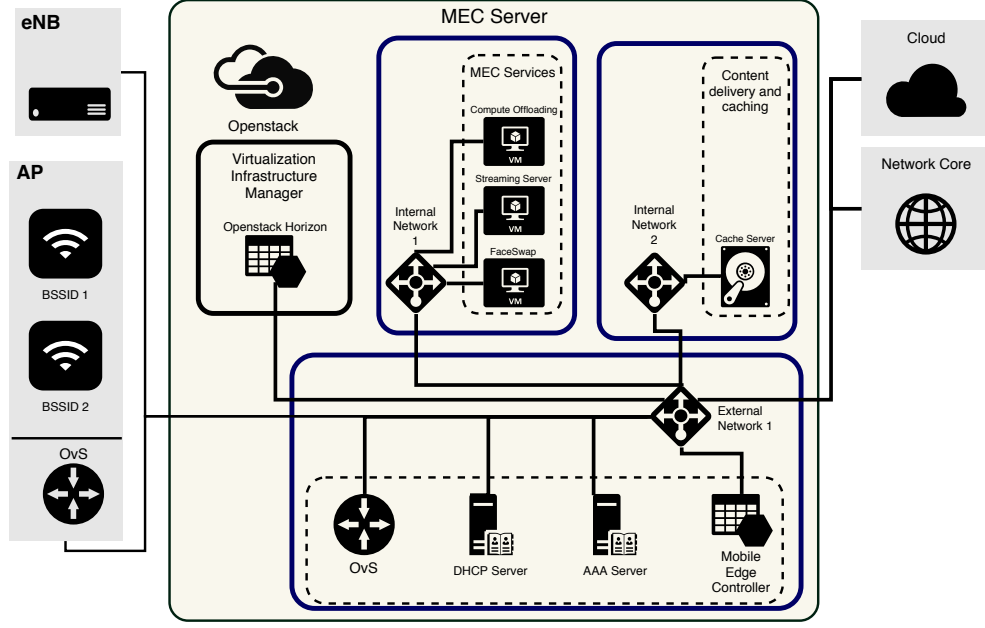 MEC Server
eNB
AP
BSSID 1
BSSID 2
OvS
Openstack
Virtualization
Infrastructure
Manager
Openstack Horizon
MEC Services
Compute Offloading
VM
Streaming Server
VM
FaceSwap
VM
Internal
Network
1
Content
delivery and
caching
Internal
Network
2
Cache Server
Cloud
Network Core
External
Network 1
OvS
DHCP Server
AAA Server
Mobile
Edge
Controller